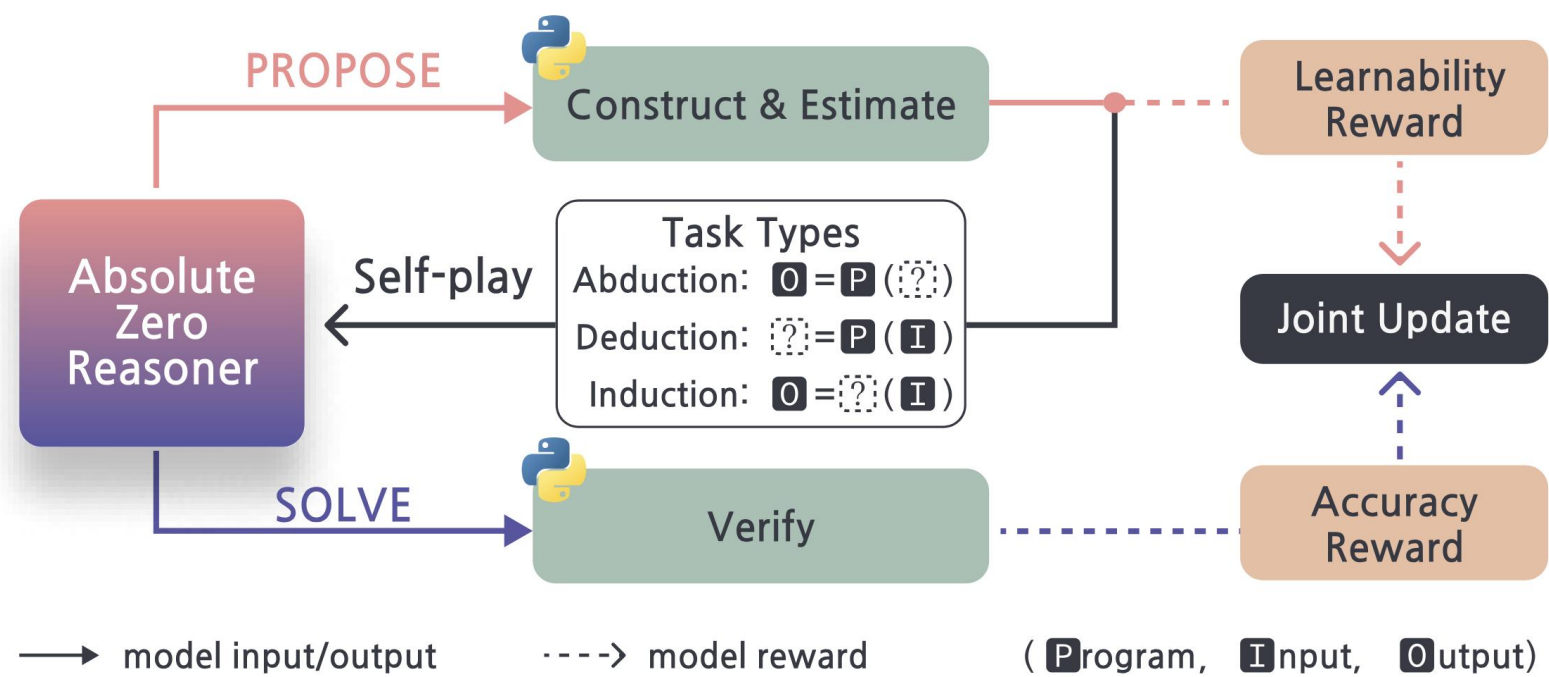 PROPOSE
Construct & Estimate
Learnability
Reward
Absolute
Zero
Reasoner
Self-play
Task Types
Abduction: O=P(?)
Deduction: ?=P(I)
Induction: O=?(I)
Joint Update
SOLVE
Verify
Accuracy
Reward
model input/output
model reward
(Program, Input, Output)